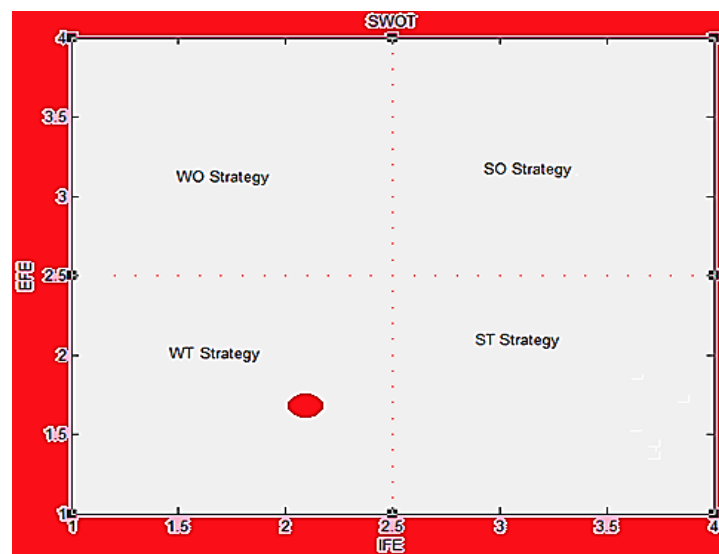 SWOT
4
3.5
3
2.5
2
1.5
1
EFE
WO Strategy
SO Strategy
WT Strategy
ST Strategy
1
1.5
2
2.5
3
3.5
4
IFE